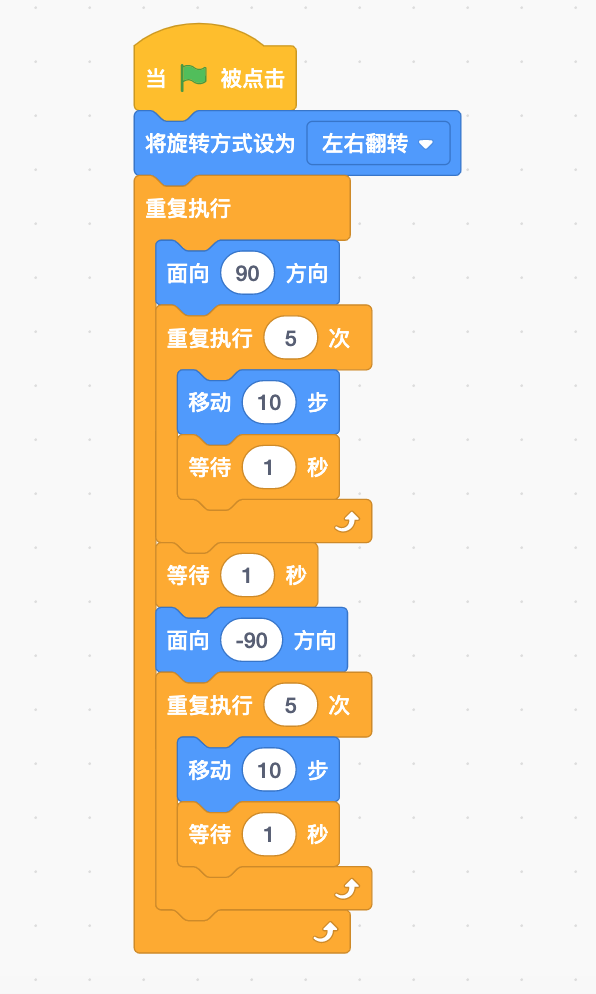 当 被点击
将旋转方式设为 左右翻转
重复执行
面向 90 方向
重复执行 5 次
移动 10 步
等待 1 秒
等待 1 秒
面向 -90 方向
重复执行 5 次
移动 10 步
等待 1 秒